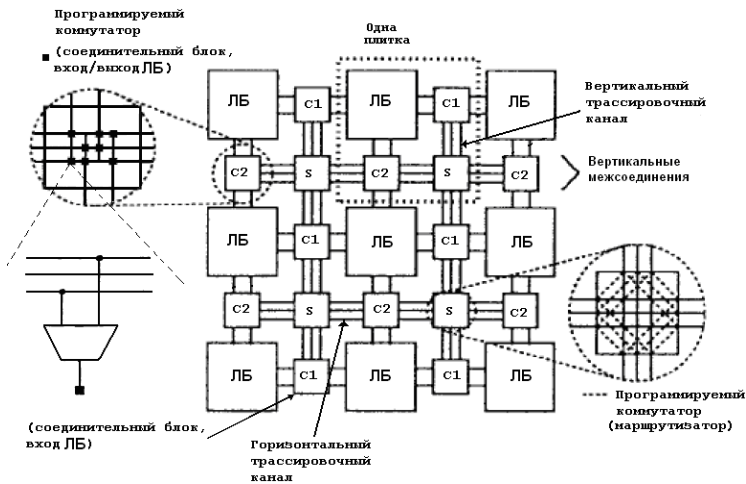 Программируемый
коммутатор
(соединительный блок,
вход/выход ЛБ)
Одна
плитка
ЛБ C1 ЛБ C1 ЛБ
Вертикальный
трассировочный
канал
C2 S C2 S C2
Вертикальные
межсоединения
ЛБ C1 ЛБ C1 ЛБ
C2 S C2 S C2
ЛБ C1 ЛБ C1 ЛБ
Программируемый
коммутатор
(маршрутизатор)
(соединительный блок,
вход ЛБ)
Горизонтальный
трассировочный
канал